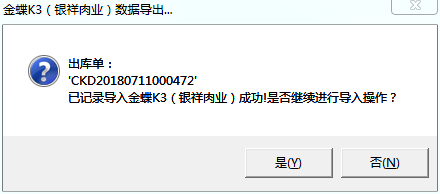 金蝶K3（银祥肉业）数据导出...
出库单：
'CKD20180711000472'
已记录导入金蝶K3（银祥肉业）成功!是否继续进行导入操作？
是(Y)
否(N)